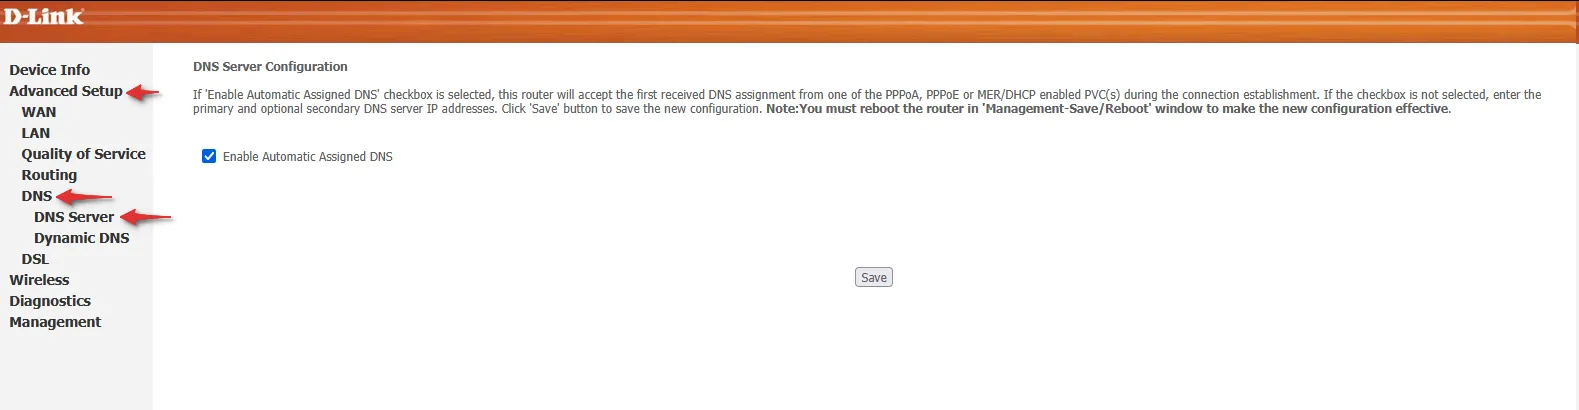 D-Link
Device Info
Advanced Setup
WAN
LAN
Quality of Service
Routing
DNS
DNS Server
Dynamic DNS
DSL
Wireless
Diagnostics
Management
DNS Server Configuration
If 'Enable Automatic Assigned DNS' checkbox is selected, this router will accept the first received DNS assignment from one of the PPPoA, PPPoE or MER/DHCP enabled PVC(s) during the connection establishment. If the checkbox is not selected, enter the
primary and optional secondary DNS server IP addresses. Click 'Save' button to save the new configuration. Note:You must reboot the router in 'Management-Save/Reboot' window to make the new configuration effective.
Enable Automatic Assigned DNS
Save